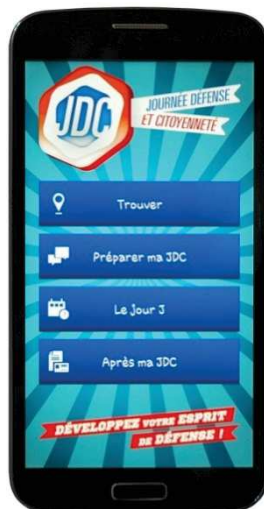 JDC
JOURNÉE DÉFENSE
ET CITOYENNETÉ
Trouver
Préparer ma JDC
Le jour J
Après ma JDC
DÉVELOPPEZ VOTRE ESPRIT
DE DÉFENSE !